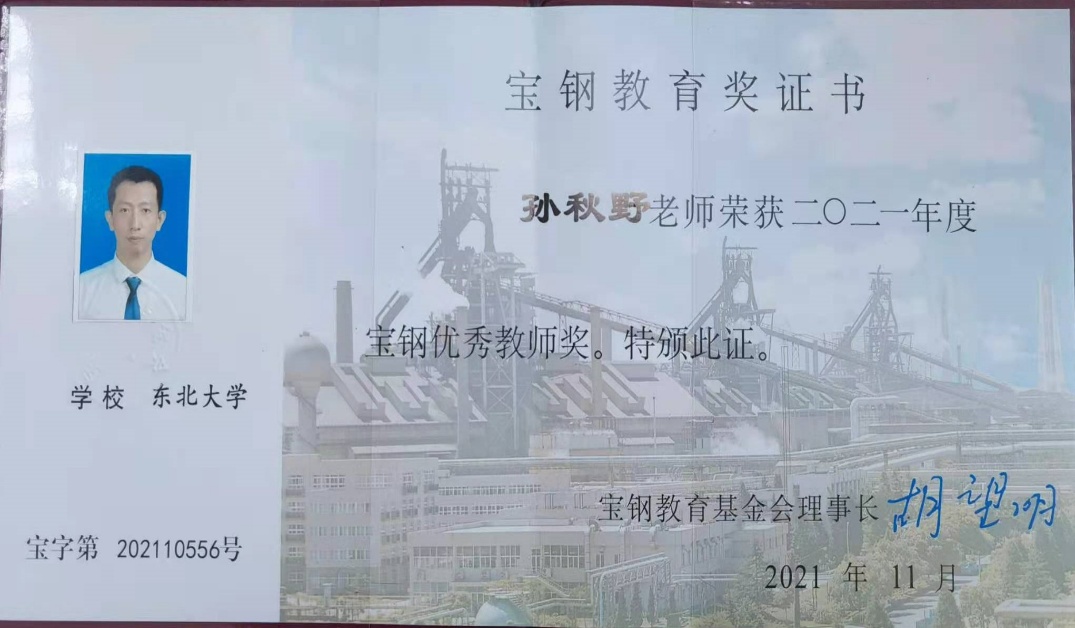 宝钢教育奖证书
孙秋野老师荣获二〇二一年度
宝钢优秀教师奖。特颁此证。
学校 东北大学
宝字第 202110556号
宝钢教育基金会理事长 胡望明
2021 年 11 月